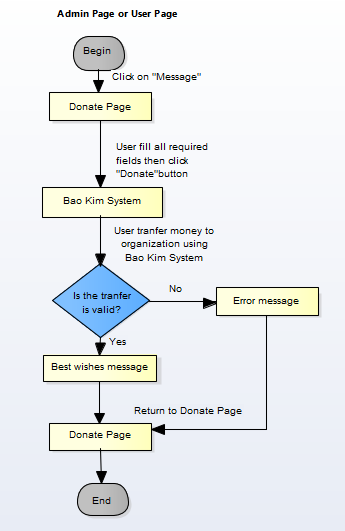 Admin Page or User Page
Begin
Click on "Message"
Donate Page
User fill all required
fields then click
"Donate"button
Bao Kim System
User tranfer money to
organization using
Bao Kim System
Is the tranfer
is valid?
No
Error message
Yes
Best wishes message
Return to Donate Page
Donate Page
End